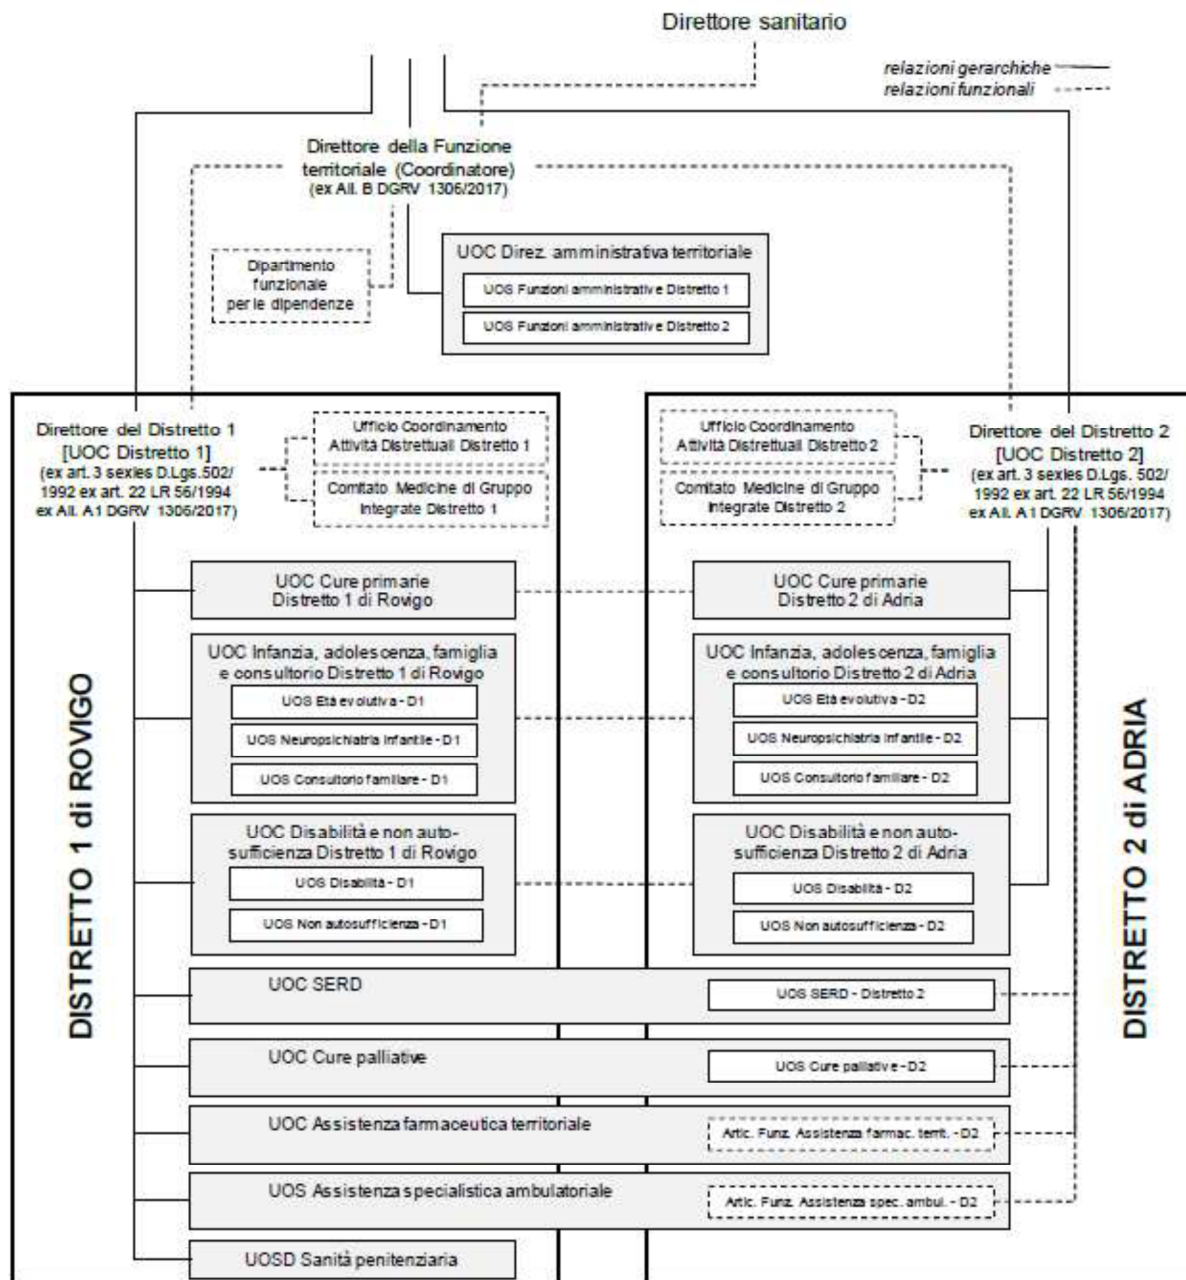 Direttore sanitario
relazioni gerarchiche
relazioni funzionali
Direttore della Funzione
territoriale (Coordinatore)
(ex All. B DGRV 1306/2017)
Dipartimento
funzionale
per le dipendenze
UOC Direz. amministrativa territoriale
UOS Funzioni amministrative Distretto 1
UOS Funzioni amministrative Distretto 2
DISTRETTO 1 di ROVIGO
Direttore del Distretto 1
[UOC Distretto 1]
(ex art. 3 sexies D.Lgs.502/
1992 ex art. 22 LR 56/1994
ex All. A1 DGRV 1306/2017)
Ufficio Coordinamento
Attività Distrettuali Distretto 1
Comitato Medicine di Gruppo
Integrate Distretto 1
Ufficio Coordinamento
Attività Distrettuali Distretto 2
Comitato Medicine di Gruppo
Integrate Distretto 2
Direttore del Distretto 2
[UOC Distretto 2]
(ex art. 3 sexies D.Lgs. 502/
1992 ex art. 22 LR 56/1994
ex All. A1 DGRV 1306/2017)
DISTRETTO 2 di ADRIA
UOC Cure primarie
Distretto 1 di Rovigo
UOC Cure primarie
Distretto 2 di Adria
UOC Infanzia, adolescenza, famiglia
e consultorio Distretto 1 di Rovigo
UOS Età evolutiva - D1
UOS Neuropsichiatria infantile - D1
UOS Consultorio familiare - D1
UOC Infanzia, adolescenza, famiglia
e consultorio Distretto 2 di Adria
UOS Età evolutiva - D2
UOS Neuropsichiatria infantile - D2
UOS Consultorio familiare - D2
UOC Disabilità e non auto-
sufficienza Distretto 1 di Rovigo
UOS Disabilità - D1
UOS Non autosufficienza - D1
UOC Disabilità e non auto-
sufficienza Distretto 2 di Adria
UOS Disabilità - D2
UOS Non autosufficienza - D2
UOC SERD
UOS SERD - Distretto 2
UOC Cure palliative
UOS Cure palliative - D2
UOC Assistenza farmaceutica territoriale
Artic. Funz. Assistenza farmac. territ. - D2
UOS Assistenza specialistica ambulatoriale
Artic. Funz. Assistenza spec. ambul. - D2
UOSD Sanità penitenziaria